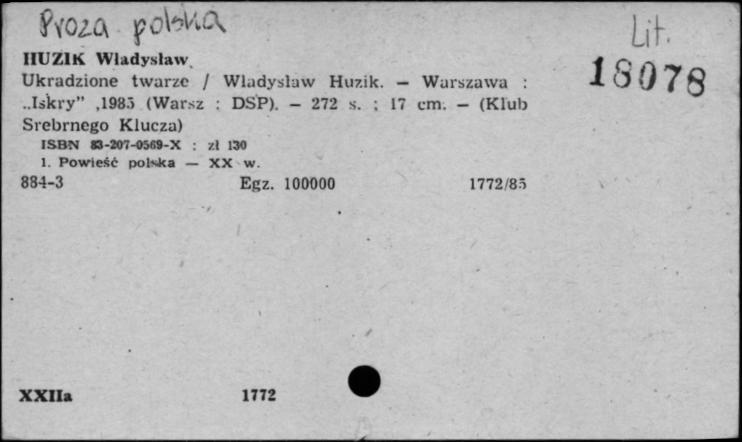 Proza polska
Lit.
18078
HUZIK Władysław
Ukradzione twarze / Władysław Huzik. — Warszawa :
„Iskry” ,1985 (Warsz : DSP). — 272 s. ; 17 cm. — (Klub
Srebrnego Klucza)
ISBN 83-207-0569-X : zł 130
1. Powieść polska — XX w.
884-3 Egz. 100000 1772/85
XXIIa 1772